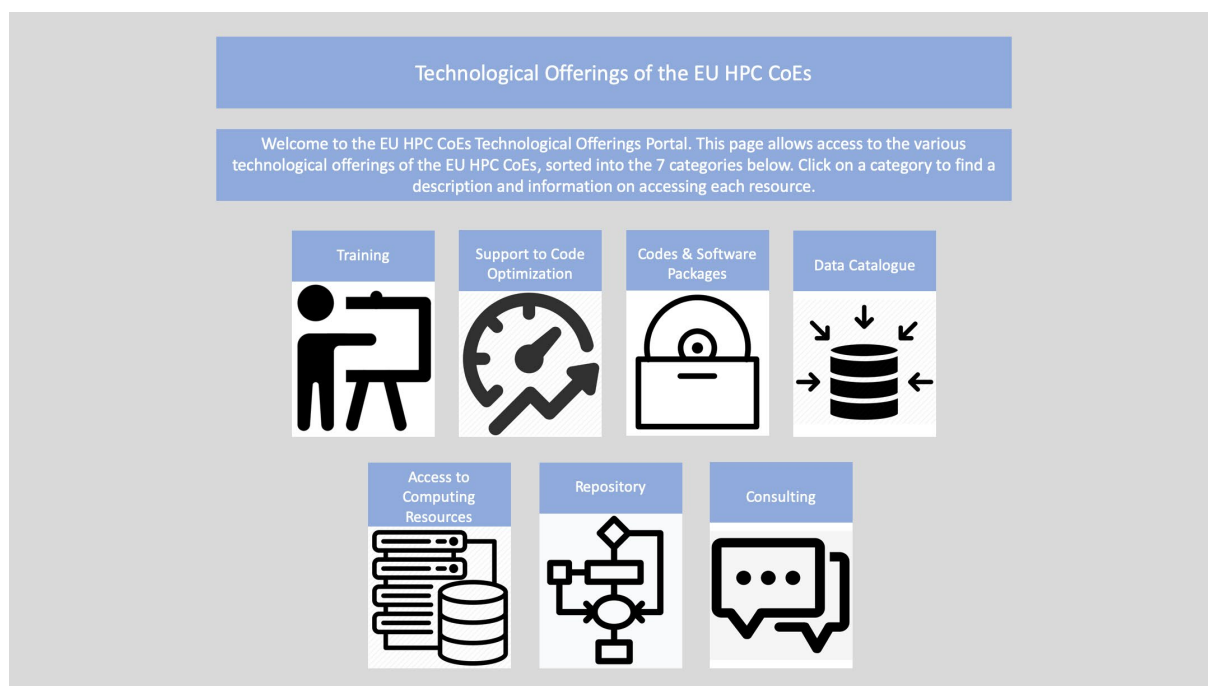 Technological Offerings of the EU HPC CoEs
Welcome to the EU HPC CoEs Technological Offerings Portal. This page allows access to the various
technological offerings of the EU HPC CoEs, sorted into the 7 categories below. Click on a category to find a
description and information on accessing each resource.
Training
Support to Code
Optimization
Codes & Software
Packages
Data Catalogue
Access to
Computing
Resources
Repository
Consulting